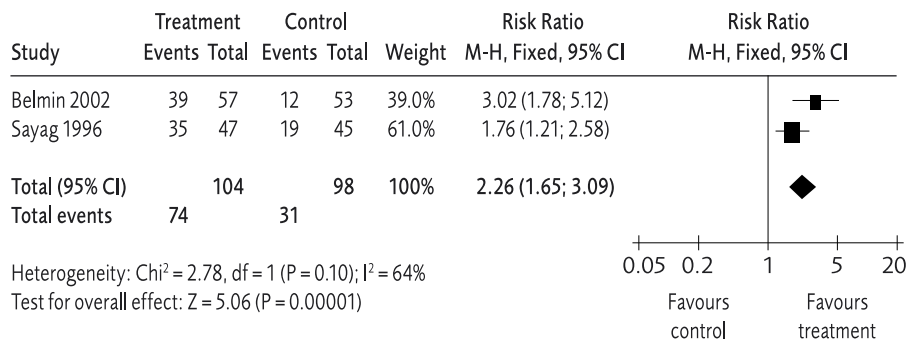 Treatment Control Risk Ratio Risk Ratio
Study Events Total Events Total Weight M-H, Fixed, 95% CI M-H, Fixed, 95% CI
Belmin 2002 39 57 12 53 39.0% 3.02 (1.78; 5.12)
Sayag 1996 35 47 19 45 61.0% 1.76 (1.21; 2.58)
Total (95% CI) 104 98 100% 2.26 (1.65; 3.09)
Total events 74 31
Heterogeneity: Chi² = 2.78, df = 1 (P = 0.10); I² = 64%
Test for overall effect: Z = 5.06 (P = 0.00001)
0.05 0.2 1 5 20
Favours Favours
control treatment